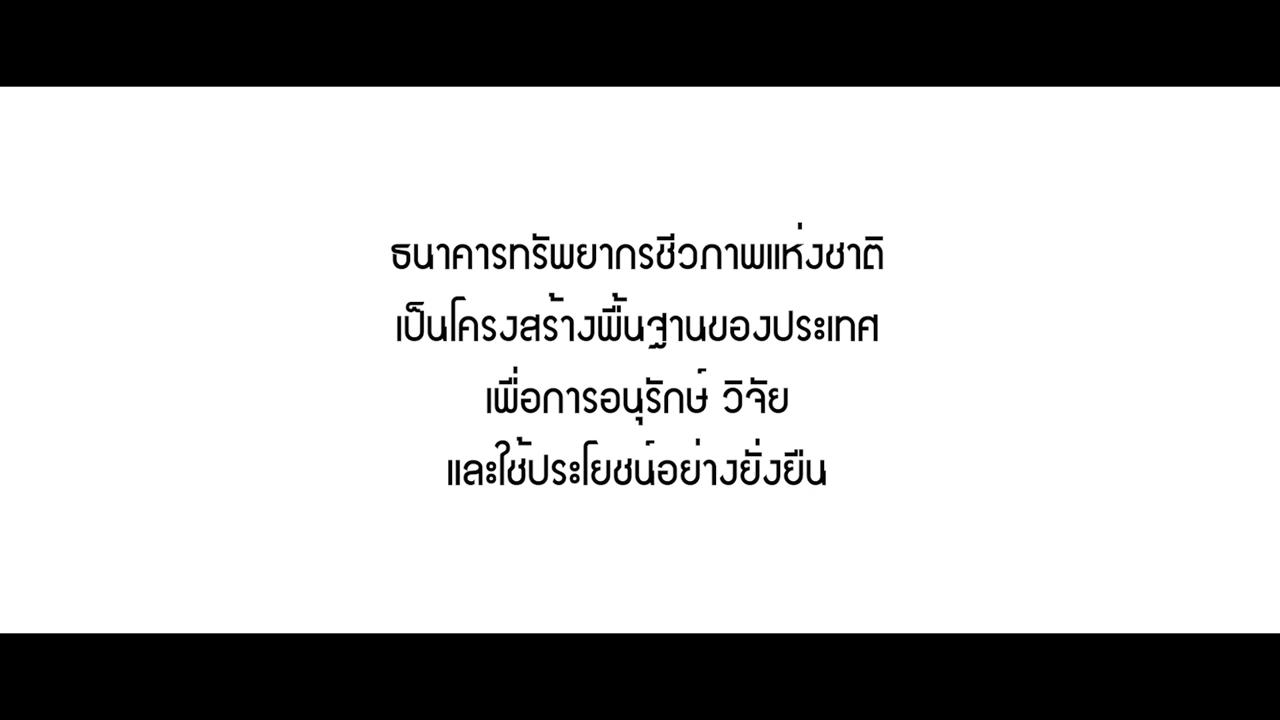 ธนาคารทรัพยากรชีวภาพแห่งชาติ
เป็นโครงสร้างพื้นฐานของประเทศ
เพื่อการอนุรักษ์ วิจัย
และใช้ประโยชน์อย่างยั่งยืน